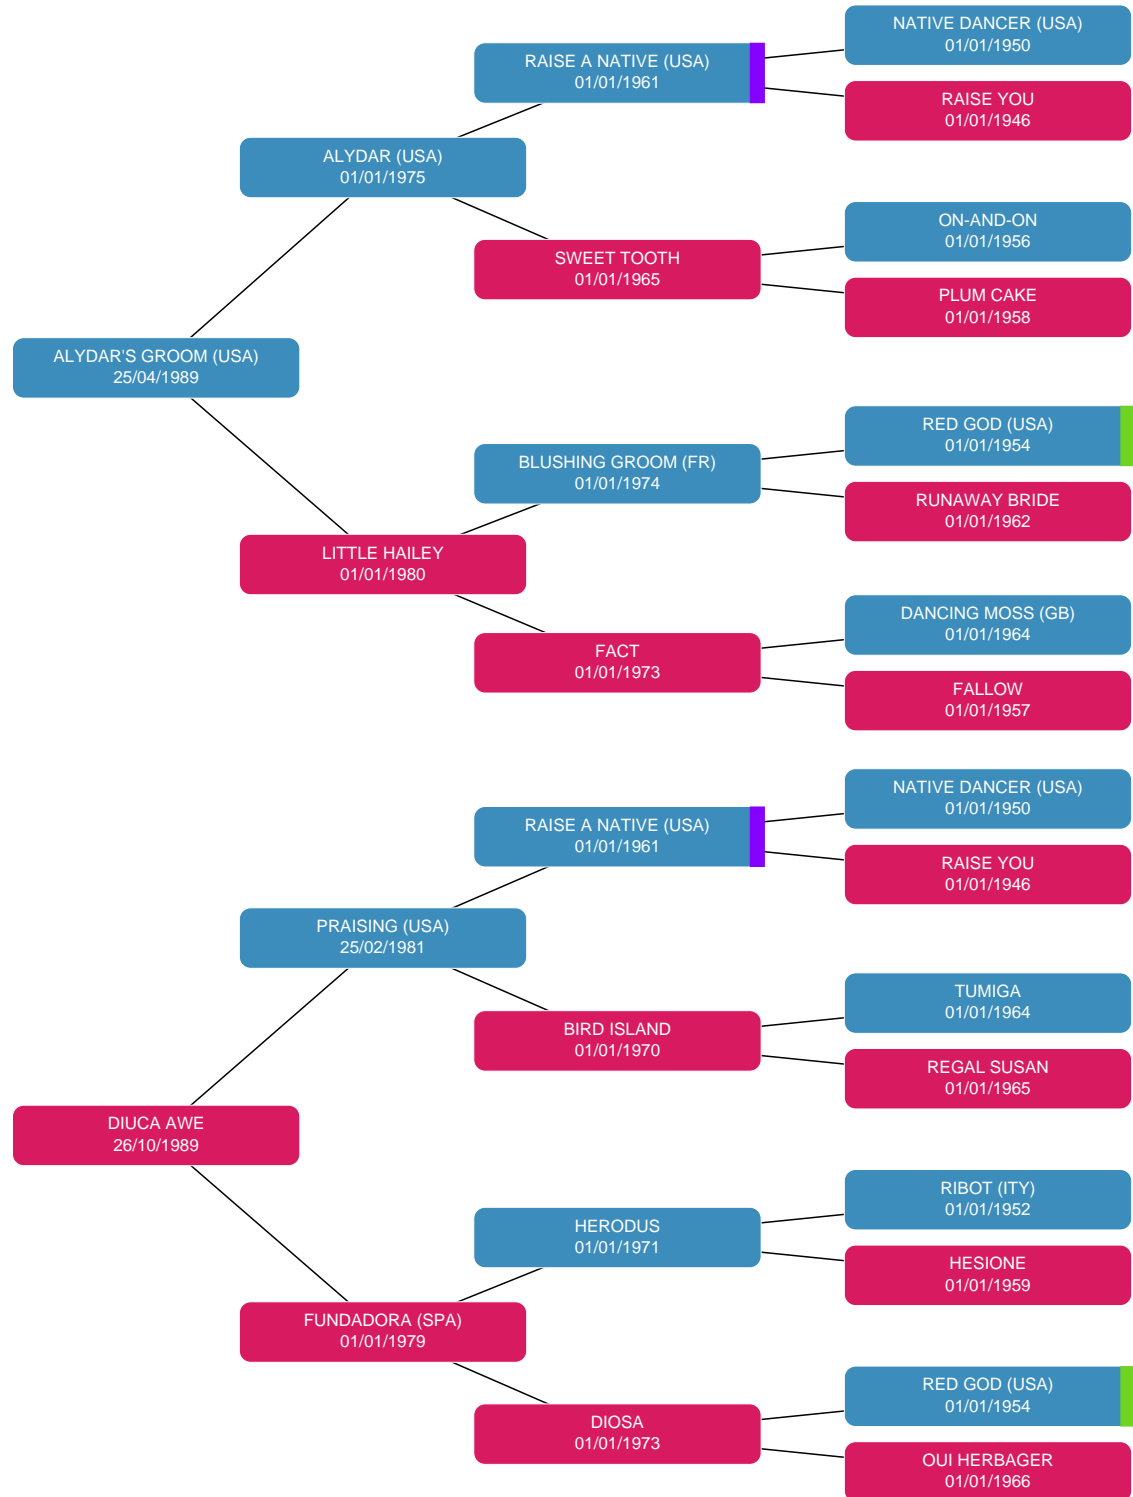 NATIVE DANCER (USA)
01/01/1950
RAISE A NATIVE (USA)
01/01/1961
RAISE YOU
01/01/1946
ALYDAR (USA)
01/01/1975
ON-AND-ON
01/01/1956
SWEET TOOTH
01/01/1965
PLUM CAKE
01/01/1958
ALYDAR'S GROOM (USA)
25/04/1989
RED GOD (USA)
01/01/1954
BLUSHING GROOM (FR)
01/01/1974
RUNAWAY BRIDE
01/01/1962
LITTLE HAILEY
01/01/1980
DANCING MOSS (GB)
01/01/1964
FACT
01/01/1973
FALLOW
01/01/1957
NATIVE DANCER (USA)
01/01/1950
RAISE A NATIVE (USA)
01/01/1961
RAISE YOU
01/01/1946
PRAISING (USA)
25/02/1981
TUMIGA
01/01/1964
BIRD ISLAND
01/01/1970
REGAL SUSAN
01/01/1965
DIUCA AWE
26/10/1989
RIBOT (ITY)
01/01/1952
HERODUS
01/01/1971
HESIONE
01/01/1959
FUNDADORA (SPA)
01/01/1979
RED GOD (USA)
01/01/1954
DIOSA
01/01/1973
OUI HERBAGER
01/01/1966